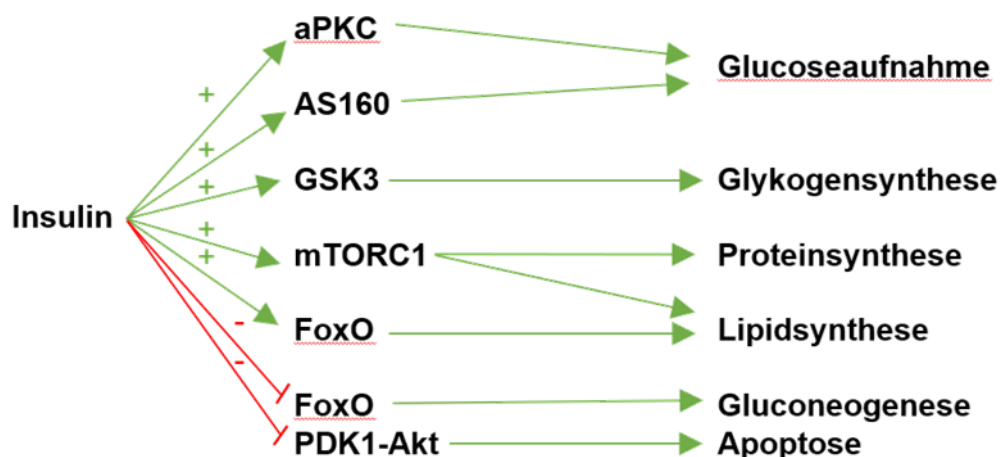 aPKC
Glucoseaufnahme
AS160
+
+
GSK3
Glykogensynthese
+
Insulin
+
mTORC1
Proteinsynthese
+
-
FoxO
Lipidsynthese
-
FoxO
Gluconeogenese
PDK1-Akt
Apoptose